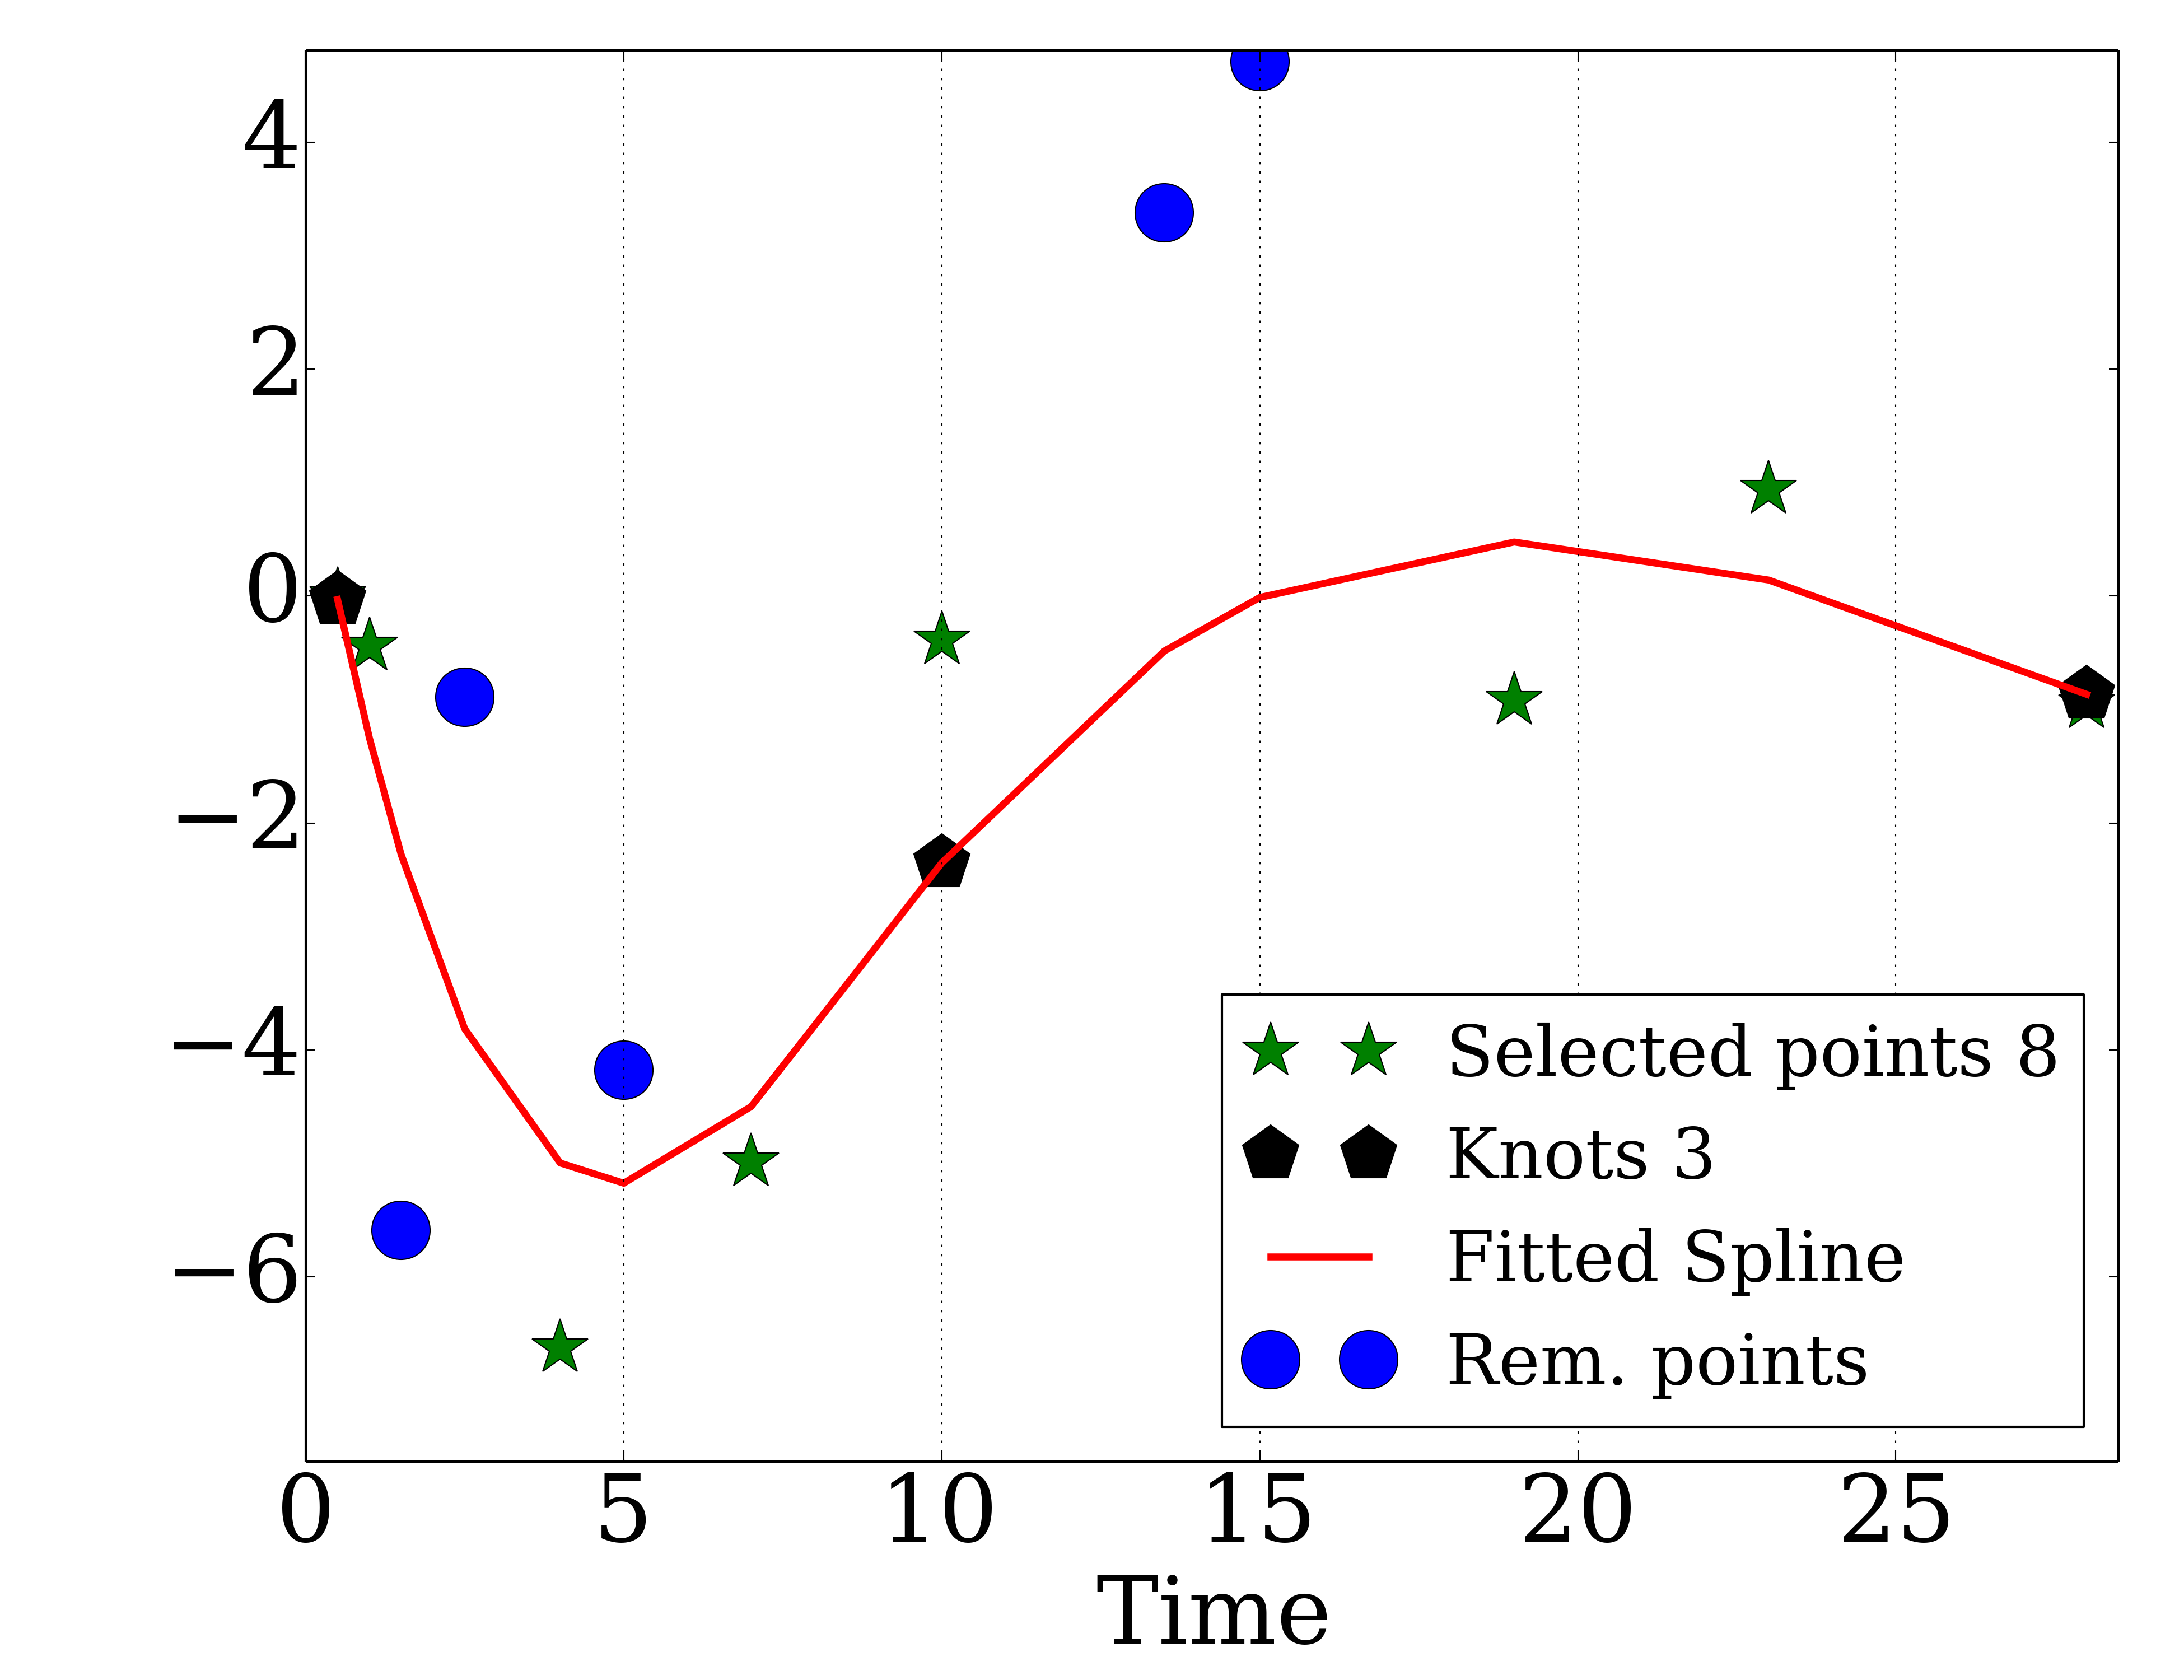 4
2
0
−2
−4
−6
0 5 10 15 20 25
Time
Selected points 8
Knots 3
Fitted Spline
Rem. points